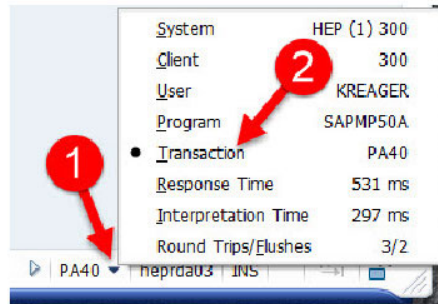 System HEP (1) 300
Client 300
2
User KREAGER
Program SAPMP50A
1
Transaction PA40
Response Time 531 ms
Interpretation Time 297 ms
Round Trips/Flushes 3/2
PA40 heprda03 INS